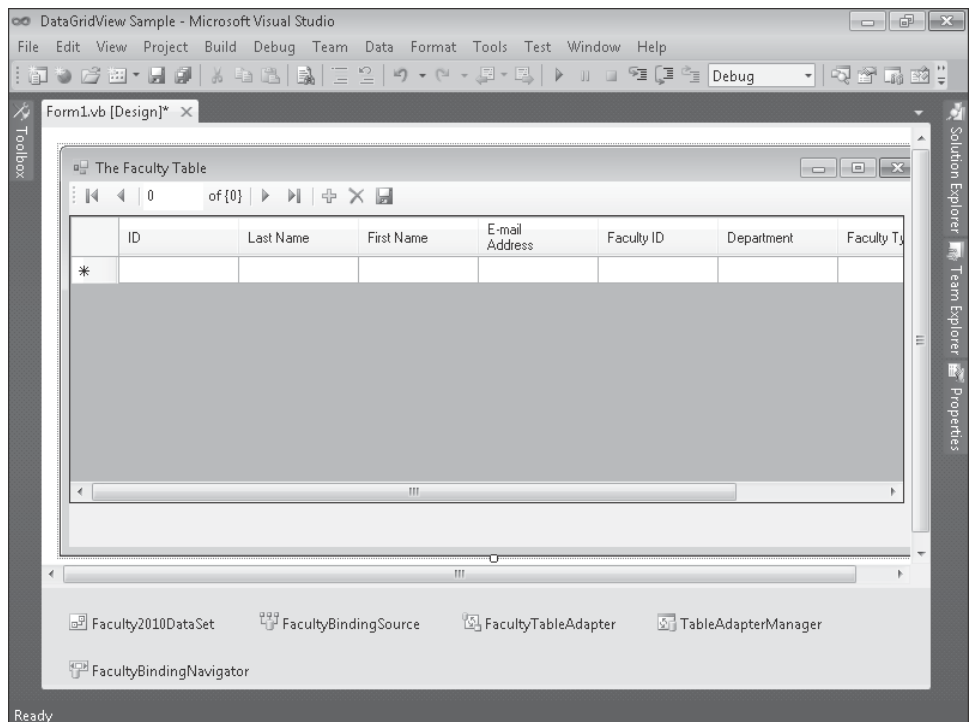 DataGridView Sample - Microsoft Visual Studio
File Edit View Project Build Debug Team Data Format Tools Test Window Help
Debug
Form1.vb [Design]*
Toolbox
The Faculty Table
0 of {0}
ID Last Name First Name E-mail Address Faculty ID Department Faculty Ty
Faculty2010DataSet FacultyBindingSource FacultyTableAdapter TableAdapterManager
FacultyBindingNavigator
Solution Explorer
Team Explorer
Properties
Ready